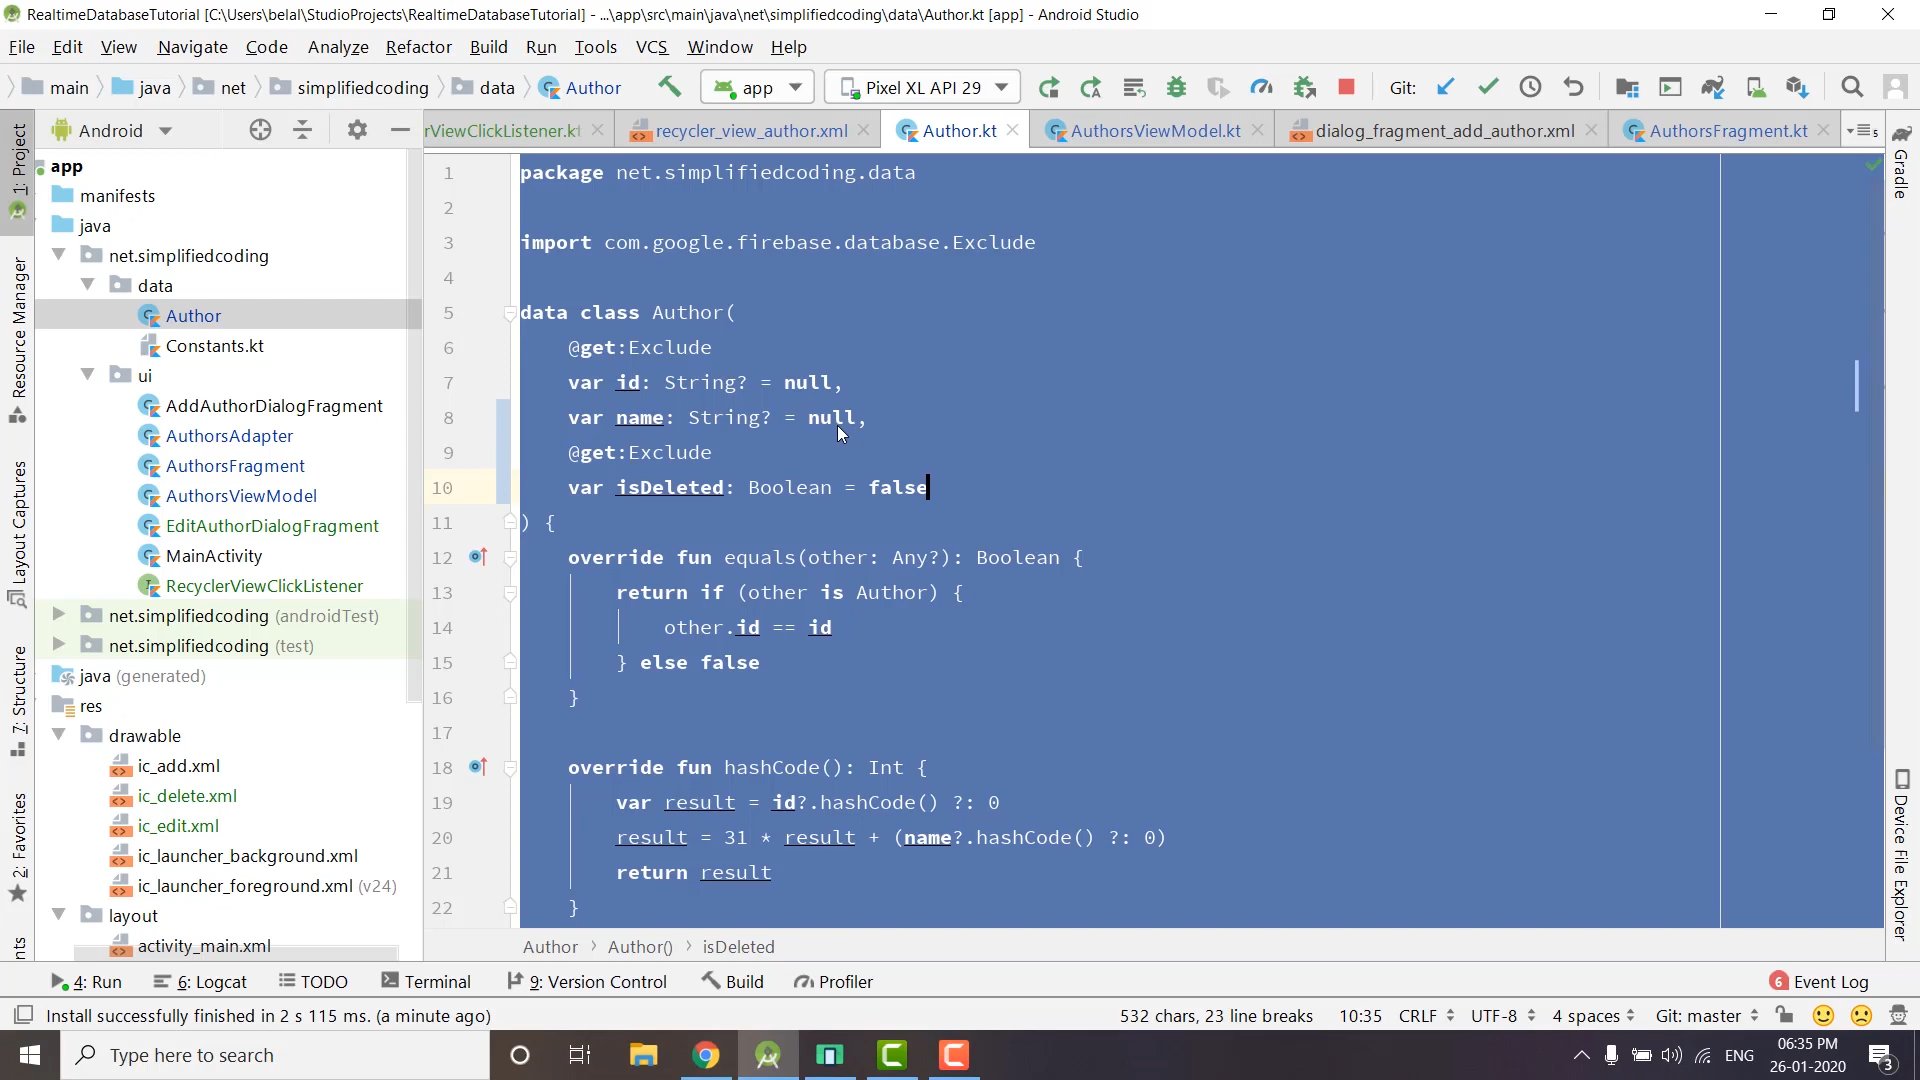 RealtimeDatabaseTutorial [C:\Users\belal\StudioProjects\RealtimeDatabaseTutorial] - ...\app\src\main\java\net\simplifiedcoding\data\Author.kt [app] - Android Studio
File Edit View Navigate Code Analyze Refactor Build Run Tools VCS Window Help
main java net simplifiedcoding data Author app Pixel XL API 29 Git:
Android rViewClickListener.kt recycler_view_author.xml Author.kt AuthorsViewModel.kt dialog_fragment_add_author.xml AuthorsFragment.kt 5
1: Project
Resource Manager
Layout Captures
7: Structure
2: Favorites
nts
app
manifests
java
net.simplifiedcoding
data
Author
Constants.kt
ui
AddAuthorDialogFragment
AuthorsAdapter
AuthorsFragment
AuthorsViewModel
EditAuthorDialogFragment
MainActivity
RecyclerViewClickListener
net.simplifiedcoding (androidTest)
net.simplifiedcoding (test)
java (generated)
res
drawable
ic_add.xml
ic_delete.xml
ic_edit.xml
ic_launcher_background.xml
ic_launcher_foreground.xml (v24)
layout
activity_main.xml
1 package net.simplifiedcoding.data
2
3 import com.google.firebase.database.Exclude
4
5 data class Author(
6 @get:Exclude
7 var id: String? = null,
8 var name: String? = null,
9 @get:Exclude
10 var isDeleted: Boolean = false
11 ) {
12 override fun equals(other: Any?): Boolean {
13 return if (other is Author) {
14 other.id == id
15 } else false
16 }
17
18 override fun hashCode(): Int {
19 var result = id?.hashCode() ?: 0
20 result = 31 * result + (name?.hashCode() ?: 0)
21 return result
22 }
Gradle
Device File Explorer
Author > Author() > isDeleted
4: Run 6: Logcat TODO Terminal 9: Version Control Build Profiler 6 Event Log
Install successfully finished in 2 s 115 ms. (a minute ago) 532 chars, 23 line breaks 10:35 CRLF UTF-8 4 spaces Git: master
Type here to search ENG 06:35 PM
26-01-2020 3